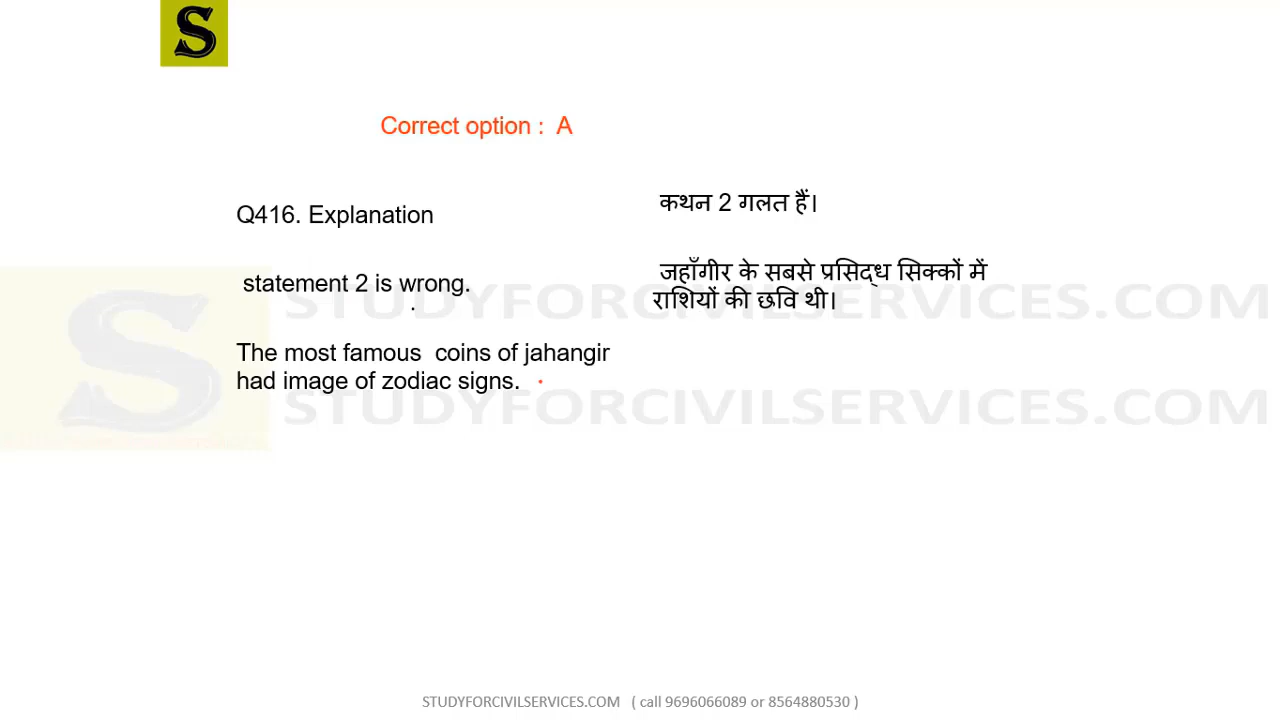 S
Correct option : A
Q416. Explanation
statement 2 is wrong.
The most famous coins of jahangir
had image of zodiac signs.
कथन 2 गलत हैं।
जहाँगीर के सबसे प्रसिद्ध सिक्कों में
राशियों की छवि थी।
S
STUDYFORCIVILSERVICES.COM
STUDYFORCIVILSERVICES.COM
STUDYFORCIVILSERVICES.COM ( call 9696066089 or 8564880530 )